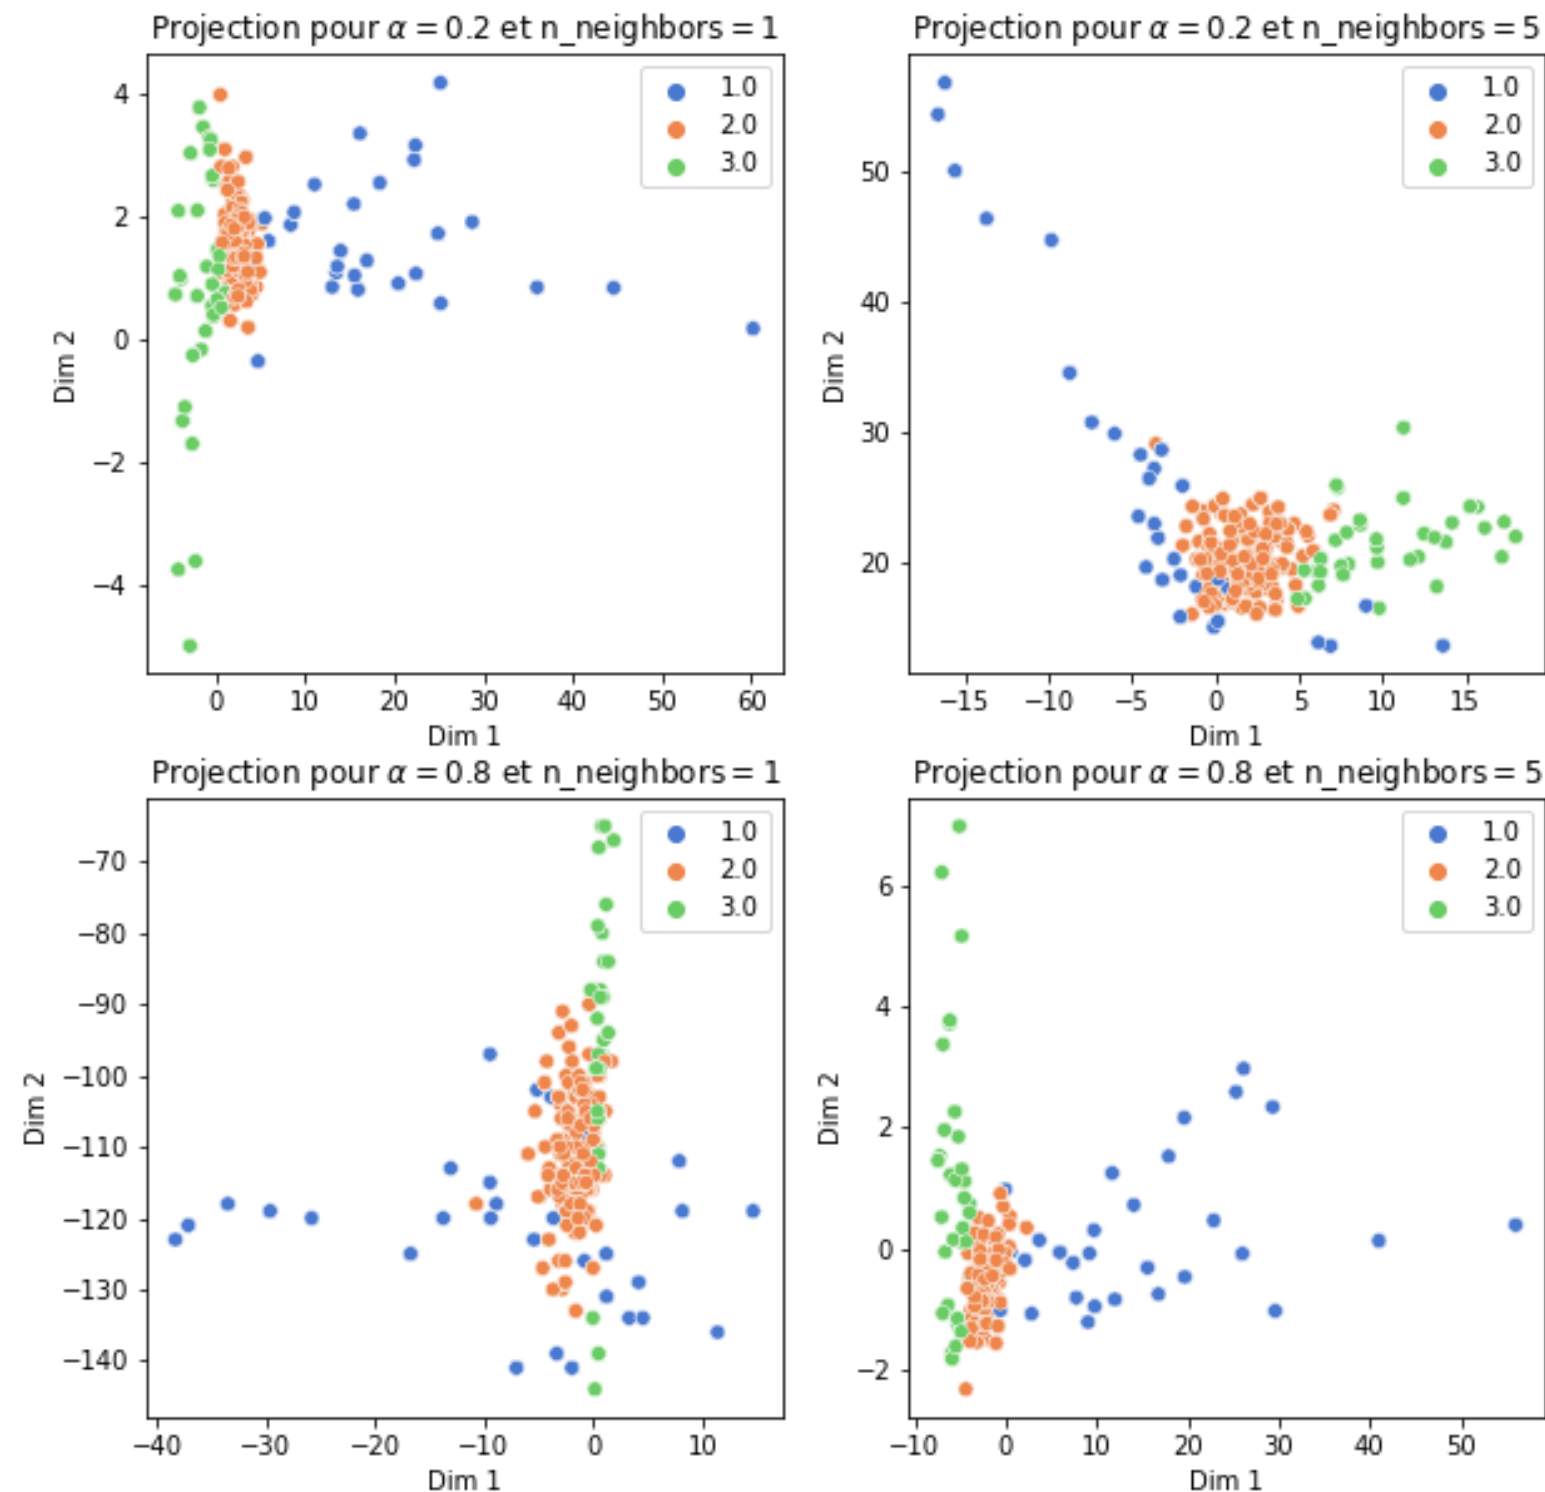 Projection pour α = 0.2 et n_neighbors = 1
1.0
2.0
3.0
4
2
0
−2
−4
Dim 2
0 10 20 30 40 50 60
Dim 1
Projection pour α = 0.2 et n_neighbors = 5
1.0
2.0
3.0
50
40
30
20
Dim 2
−15 −10 −5 0 5 10 15
Dim 1
Projection pour α = 0.8 et n_neighbors = 1
1.0
2.0
3.0
−70
−80
−90
−100
−110
−120
−130
−140
Dim 2
−40 −30 −20 −10 0 10
Dim 1
Projection pour α = 0.8 et n_neighbors = 5
1.0
2.0
3.0
6
4
2
0
−2
Dim 2
−10 0 10 20 30 40 50
Dim 1